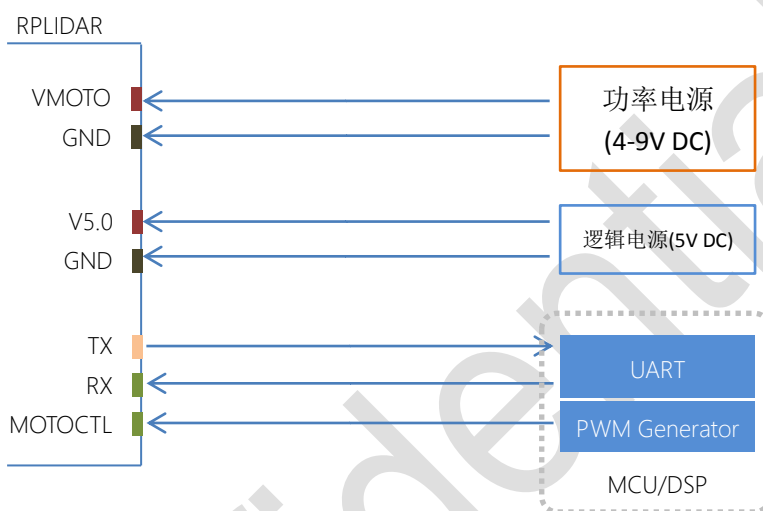 RPLIDAR
VMOTO
GND
功率电源
(4-9V DC)
V5.0
GND
逻辑电源(5V DC)
TX
RX
MOTOCTL
UART
PWM Generator
MCU/DSP